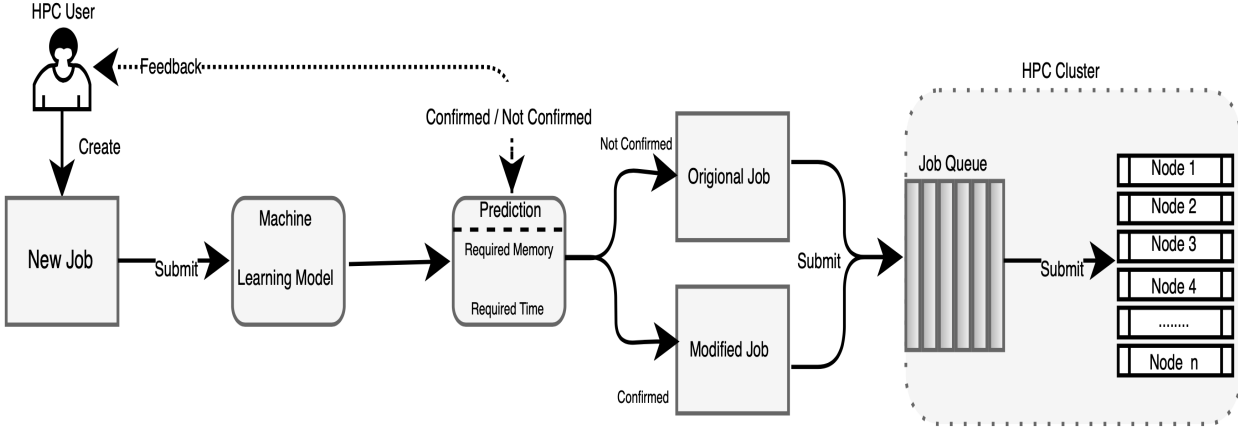 HPC User
Feedback
Create
New Job
Submit
Machine
Learning Model
Confirmed / Not Confirmed
Prediction
Required Memory
Required Time
Not Confirmed
Origional Job
Modified Job
Confirmed
Submit
HPC Cluster
Job Queue
Submit
Node 1
Node 2
Node 3
Node 4
........
Node n